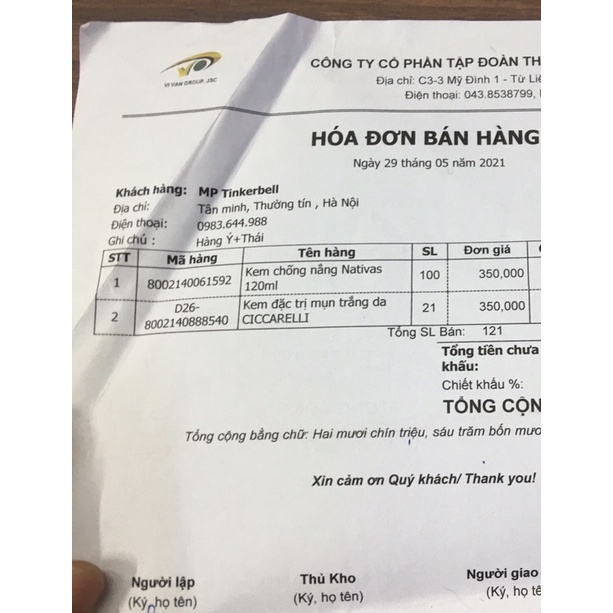 VI VAN GROUP.,JSC
CÔNG TY CỔ PHẦN TẬP ĐOÀN TH
Địa chỉ: C3-3 Mỹ Đình 1 - Từ Liê
Điện thoại: 043.8538799,
HÓA ĐƠN BÁN HÀNG
Ngày 29 tháng 05 năm 2021
Khách hàng: MP Tinkerbell
Địa chỉ: Tân minh, Thường tín , Hà Nội
Điện thoại: 0983.644.988
Ghi chú : Hàng Ý+Thái
STT Mã hàng Tên hàng SL Đơn giá
1 8002140061592 Kem chống nắng Nativas 120ml 100 350,000
2 D26-8002140888540 Kem đặc trị mụn trắng da CICCARELLI 21 350,000
Tổng SL Bán: 121
Tổng tiền chưa
khấu:
Chiết khấu %:
TỔNG CỘN
Tổng cộng bằng chữ: Hai mươi chín triệu, sáu trăm bốn mươ
Xin cảm ơn Quý khách/ Thank you!
Người lập Thủ Kho Người giao
(Ký, họ tên) (Ký, họ tên) (Ký, họ tê